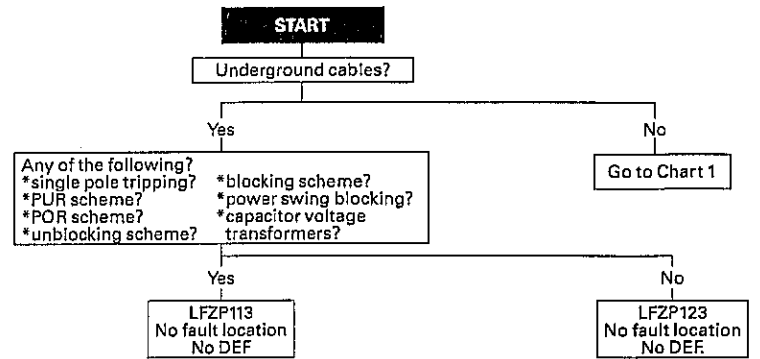 START
Underground cables?
Yes
No
Any of the following?
*single pole tripping?
*PUR scheme?
*POR scheme?
*unblocking scheme?
*blocking scheme?
*power swing blocking?
*capacitor voltage
transformers?
Go to Chart 1
Yes
No
LFZP113
No fault location
No DEF
LFZP123
No fault location
No DEF.